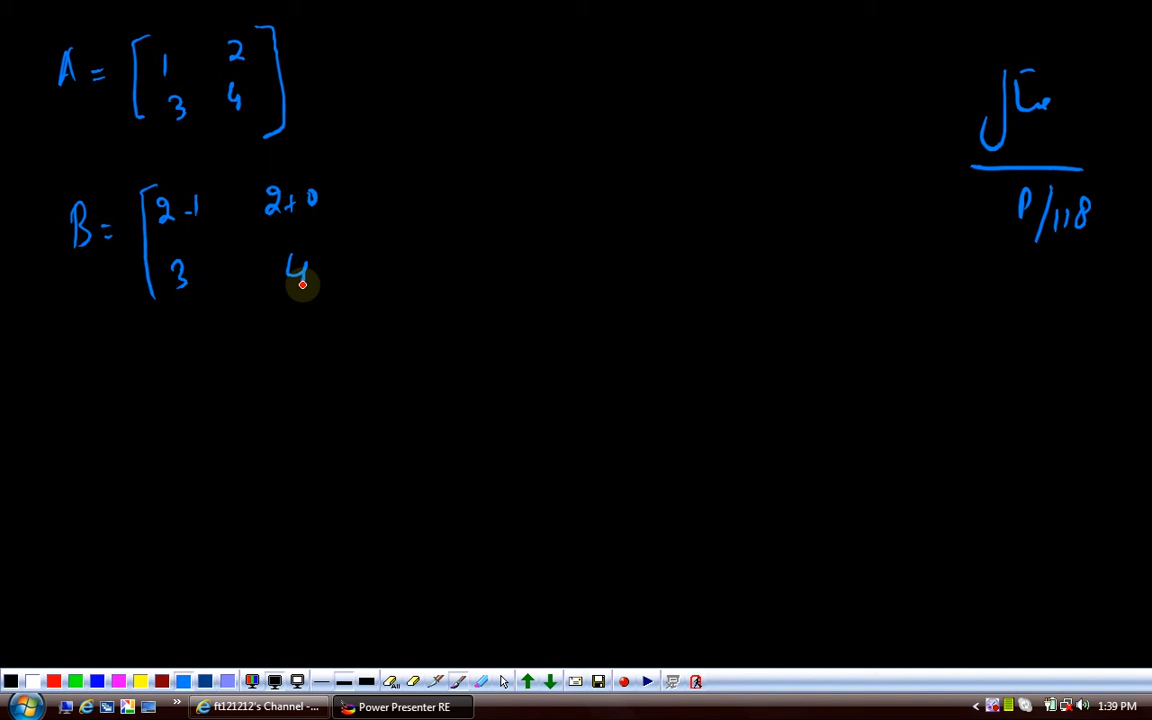 A = [ 1 2
3 4 ]
B = [ 2-1 2+0
3 4
P/118
All
ft121212's Channel -...
Power Presenter RE
1:39 PM